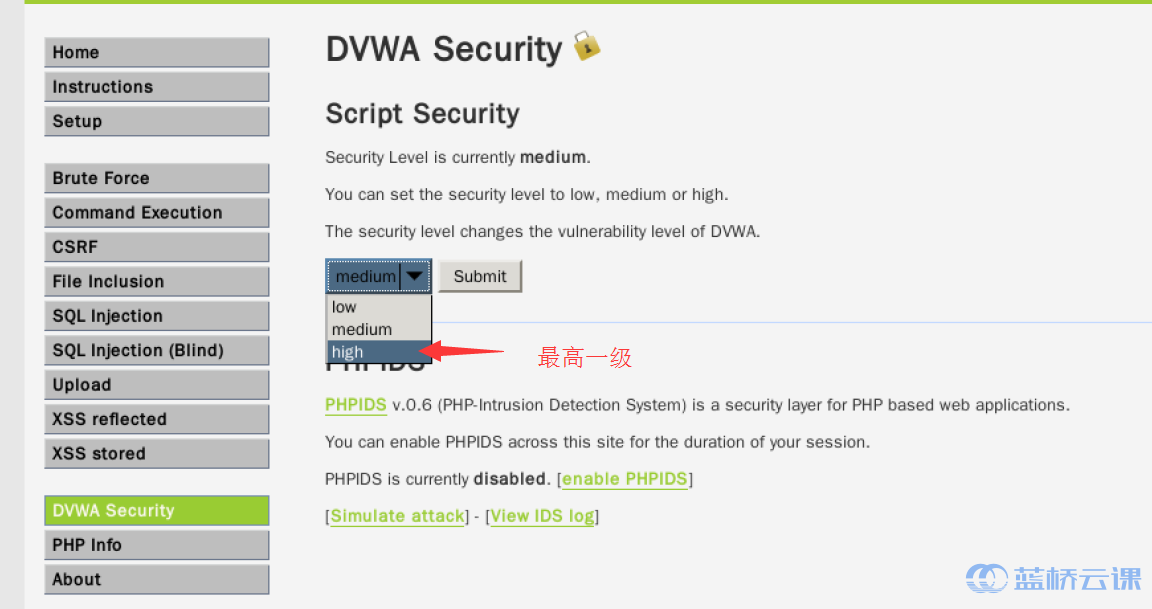 Home
Instructions
Setup
Brute Force
Command Execution
CSRF
File Inclusion
SQL Injection
SQL Injection (Blind)
Upload
XSS reflected
XSS stored
DVWA Security
PHP Info
About
DVWA Security
Script Security
Security Level is currently medium.
You can set the security level to low, medium or high.
The security level changes the vulnerability level of DVWA.
medium Submit
low
medium
high
最高一级
PHPIDS
PHPIDS v.0.6 (PHP-Intrusion Detection System) is a security layer for PHP based web applications.
You can enable PHPIDS across this site for the duration of your session.
PHPIDS is currently disabled. [enable PHPIDS]
[Simulate attack] - [View IDS log]
蓝桥云课